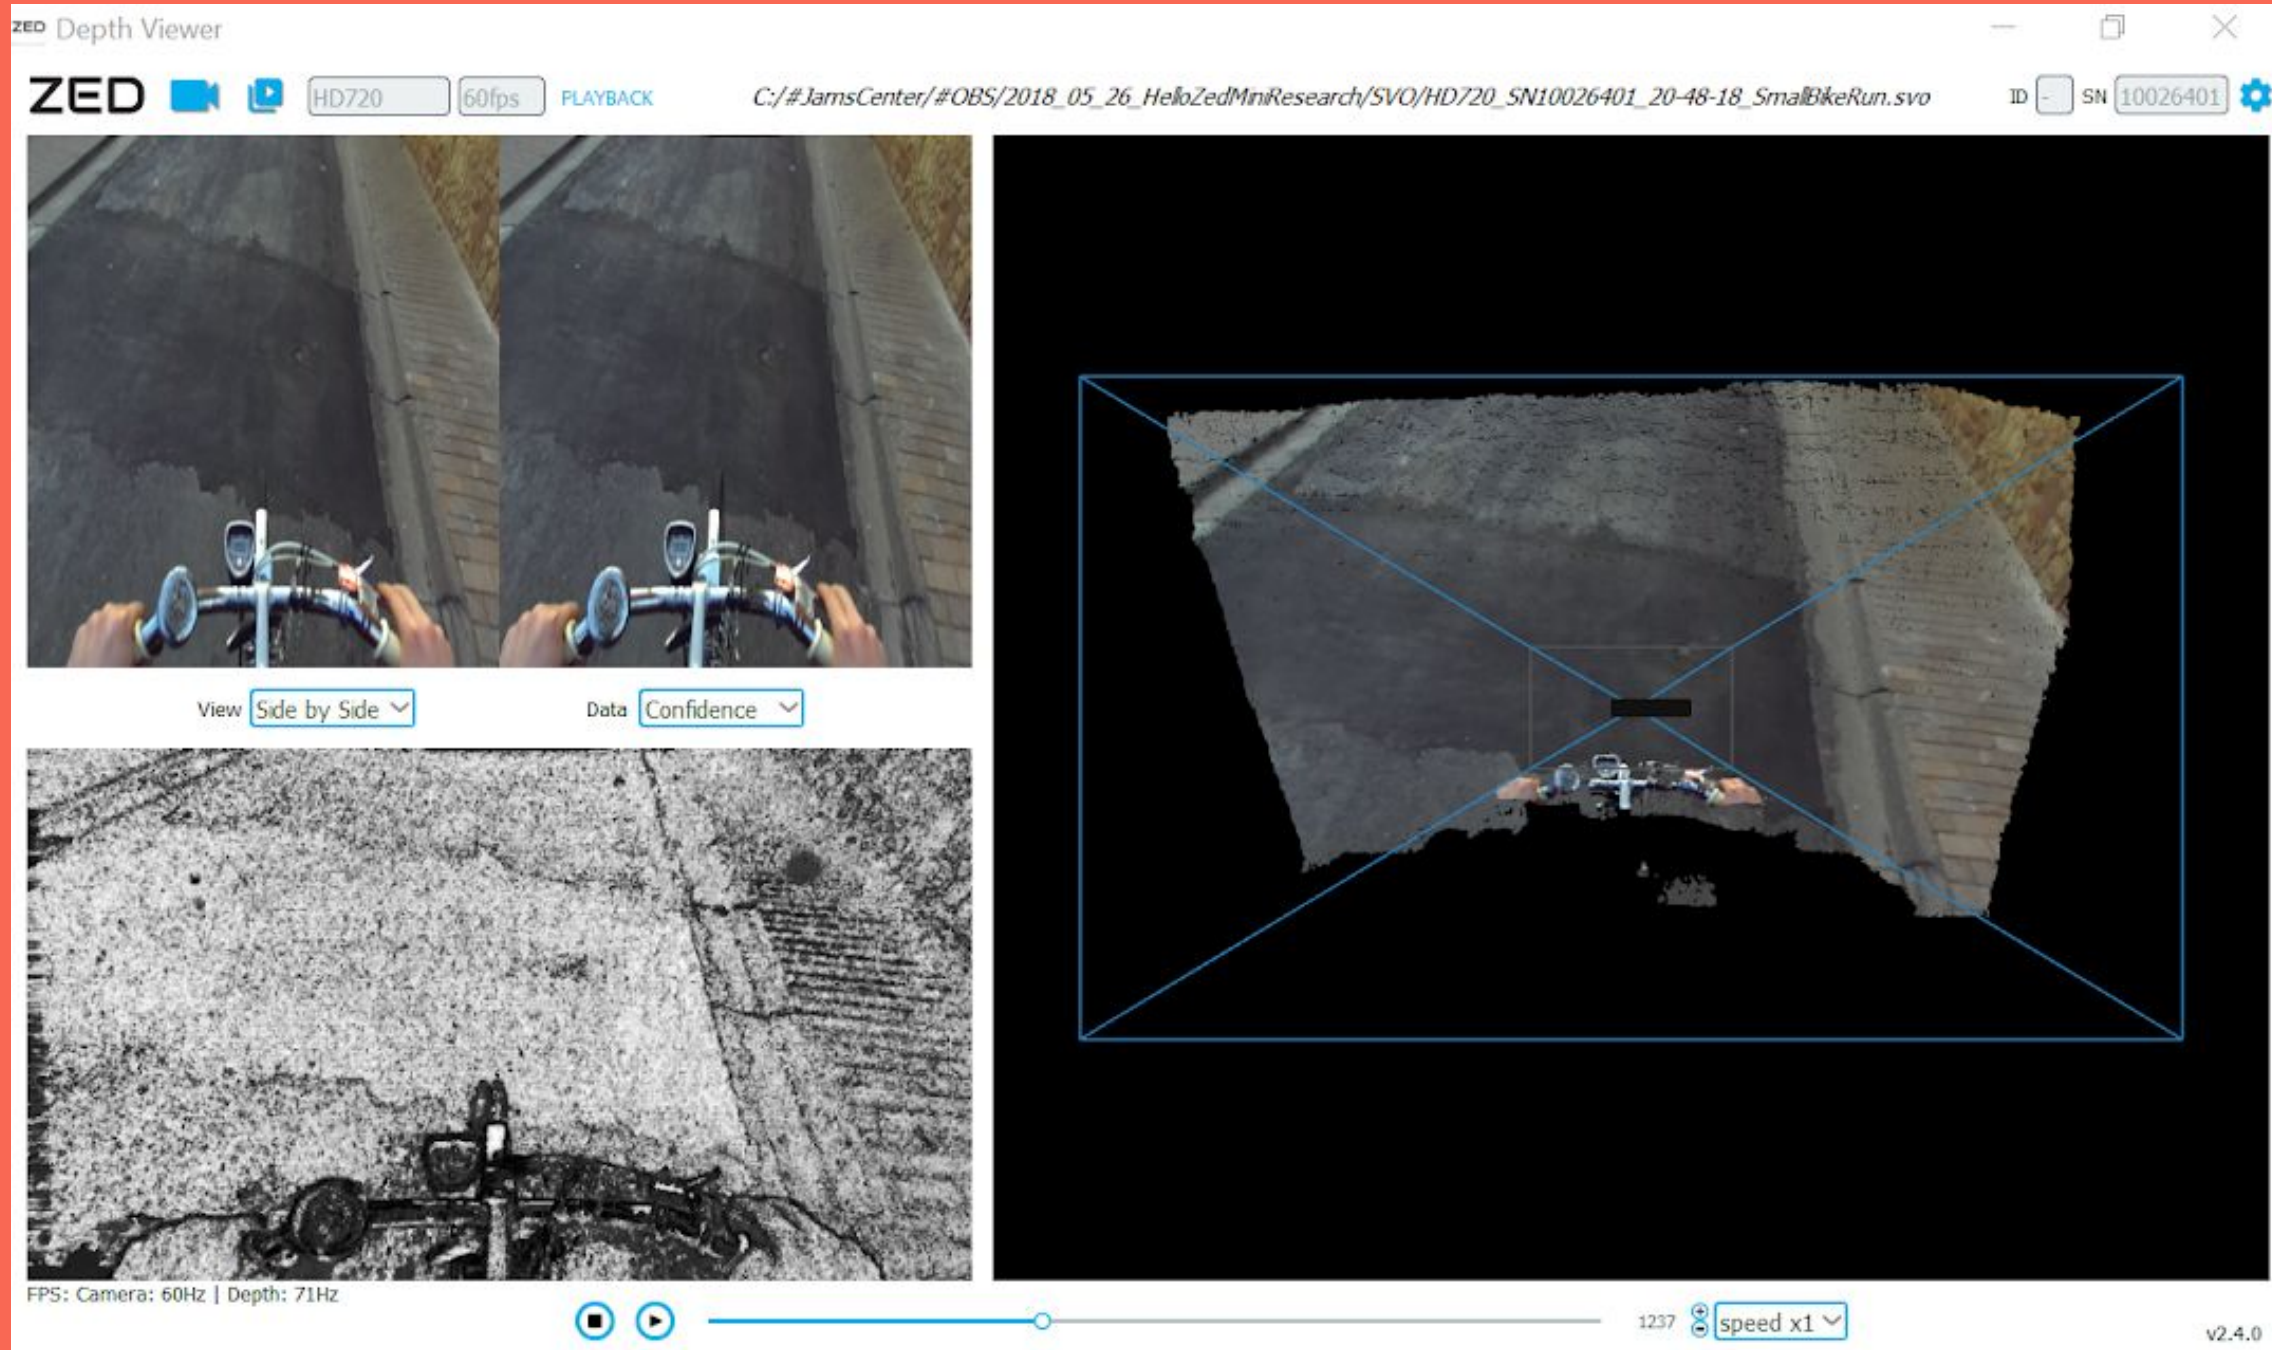 ZED Depth Viewer
ZED HD720 60fps PLAYBACK C:/#JamsCenter/#OBS/2018_05_26_HelloZedMiniResearch/SVO/HD720_SN10026401_20-48-18_SmallBikeRun.svo ID - SN 10026401
View Side by Side Data Confidence
FPS: Camera: 60Hz | Depth: 71Hz
1237 speed x1
v2.4.0